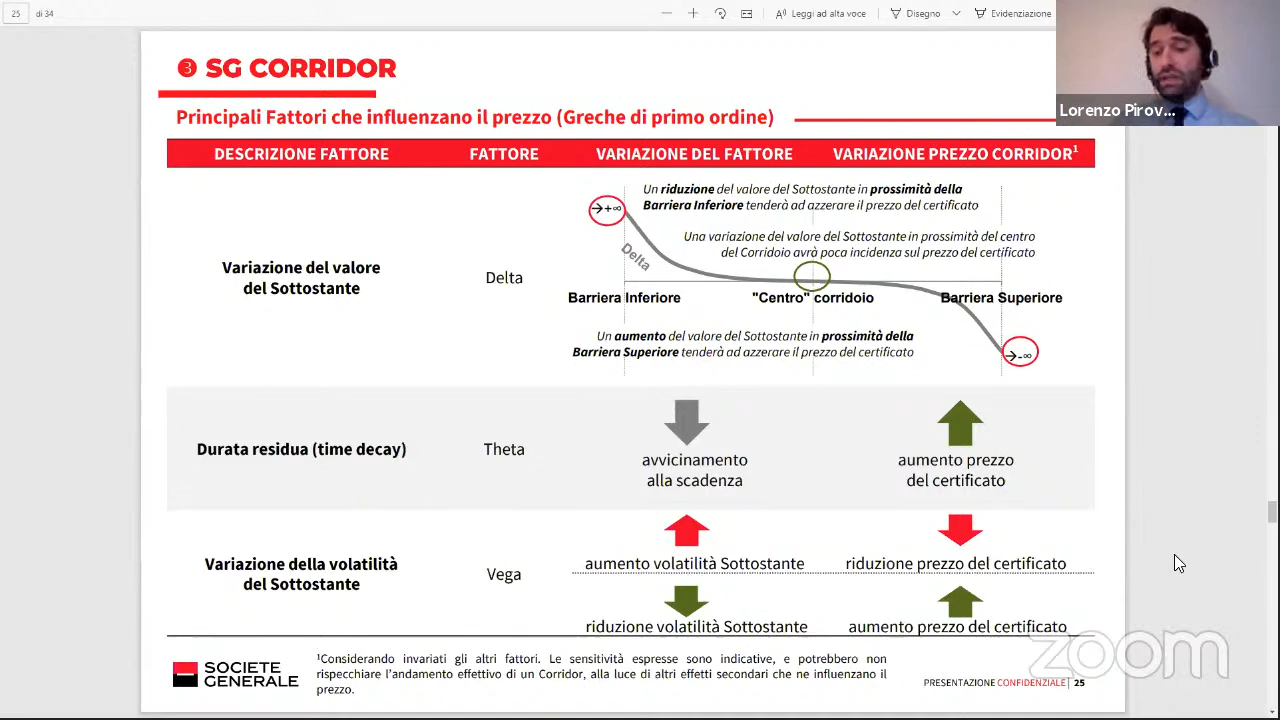 25
di 34
Leggi ad alta voce
Disegno
Evidenziazione
Lorenzo Pirov...
❸ SG CORRIDOR
Principali Fattori che influenzano il prezzo (Greche di primo ordine)
DESCRIZIONE FATTORE
FATTORE
VARIAZIONE DEL FATTORE
VARIAZIONE PREZZO CORRIDOR¹
Un riduzione del valore del Sottostante in prossimità della
Barriera Inferiore tenderà ad azzerare il prezzo del certificato
→+∞
Una variazione del valore del Sottostante in prossimità del centro
del Corridoio avrà poca incidenza sul prezzo del certificato
Delta
Variazione del valore
del Sottostante
Delta
Barriera Inferiore
"Centro" corridoio
Barriera Superiore
Un aumento del valore del Sottostante in prossimità della
Barriera Superiore tenderà ad azzerare il prezzo del certificato
→-∞
Durata residua (time decay)
Theta
avvicinamento
alla scadenza
aumento prezzo
del certificato
Variazione della volatilità
del Sottostante
Vega
aumento volatilità Sottostante
riduzione prezzo del certificato
riduzione volatilità Sottostante
aumento prezzo del certificato
SOCIETE
GENERALE
¹Considerando invariati gli altri fattori. Le sensitività espresse sono indicative, e potrebbero non
rispecchiare l'andamento effettivo di un Corridor, alla luce di altri effetti secondari che ne influenzano il
prezzo.
PRESENTAZIONE CONFIDENZIALE| 25
zoom